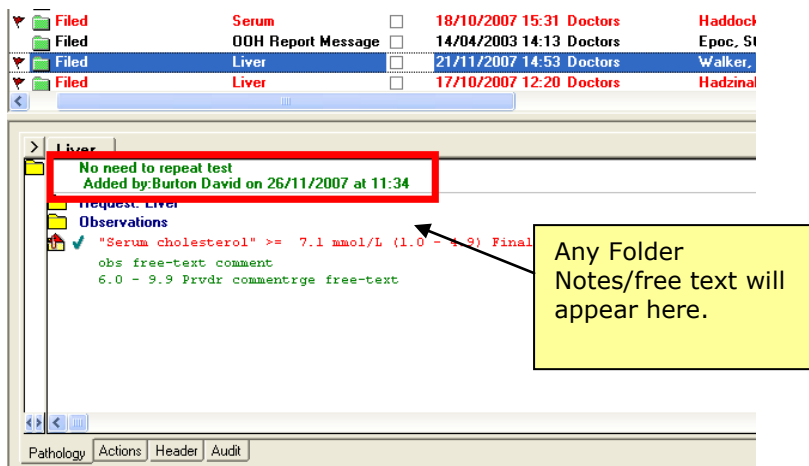 Filed Serum 18/10/2007 15:31 Doctors Haddock
Filed OOH Report Message 14/04/2003 14:13 Doctors Epoc, St
Filed Liver 21/11/2007 14:53 Doctors Walker,
Filed Liver 17/10/2007 12:20 Doctors Hadzinal
Liver
No need to repeat test
Added by:Burton David on 26/11/2007 at 11:34
Request: Liver
Observations
"Serum cholesterol" >= 7.1 mmol/L (1.0 - 4.9) Final
obs free-text comment
6.0 - 9.9 Prvdr commentrge free-text
Any Folder
Notes/free text will
appear here.
Pathology Actions Header Audit